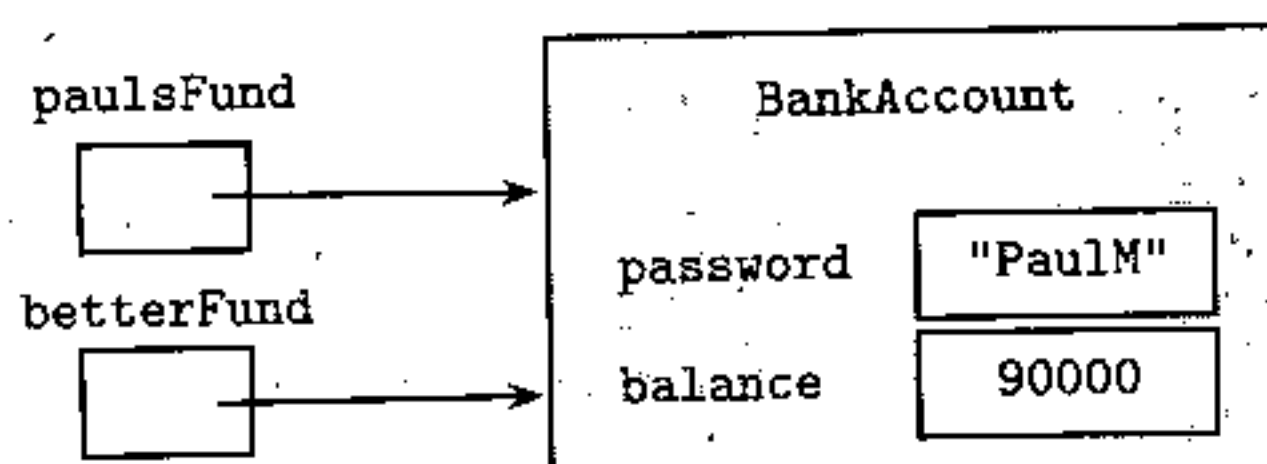 paulsFund
BankAccount
password "PaulM"
betterFund
balance 90000